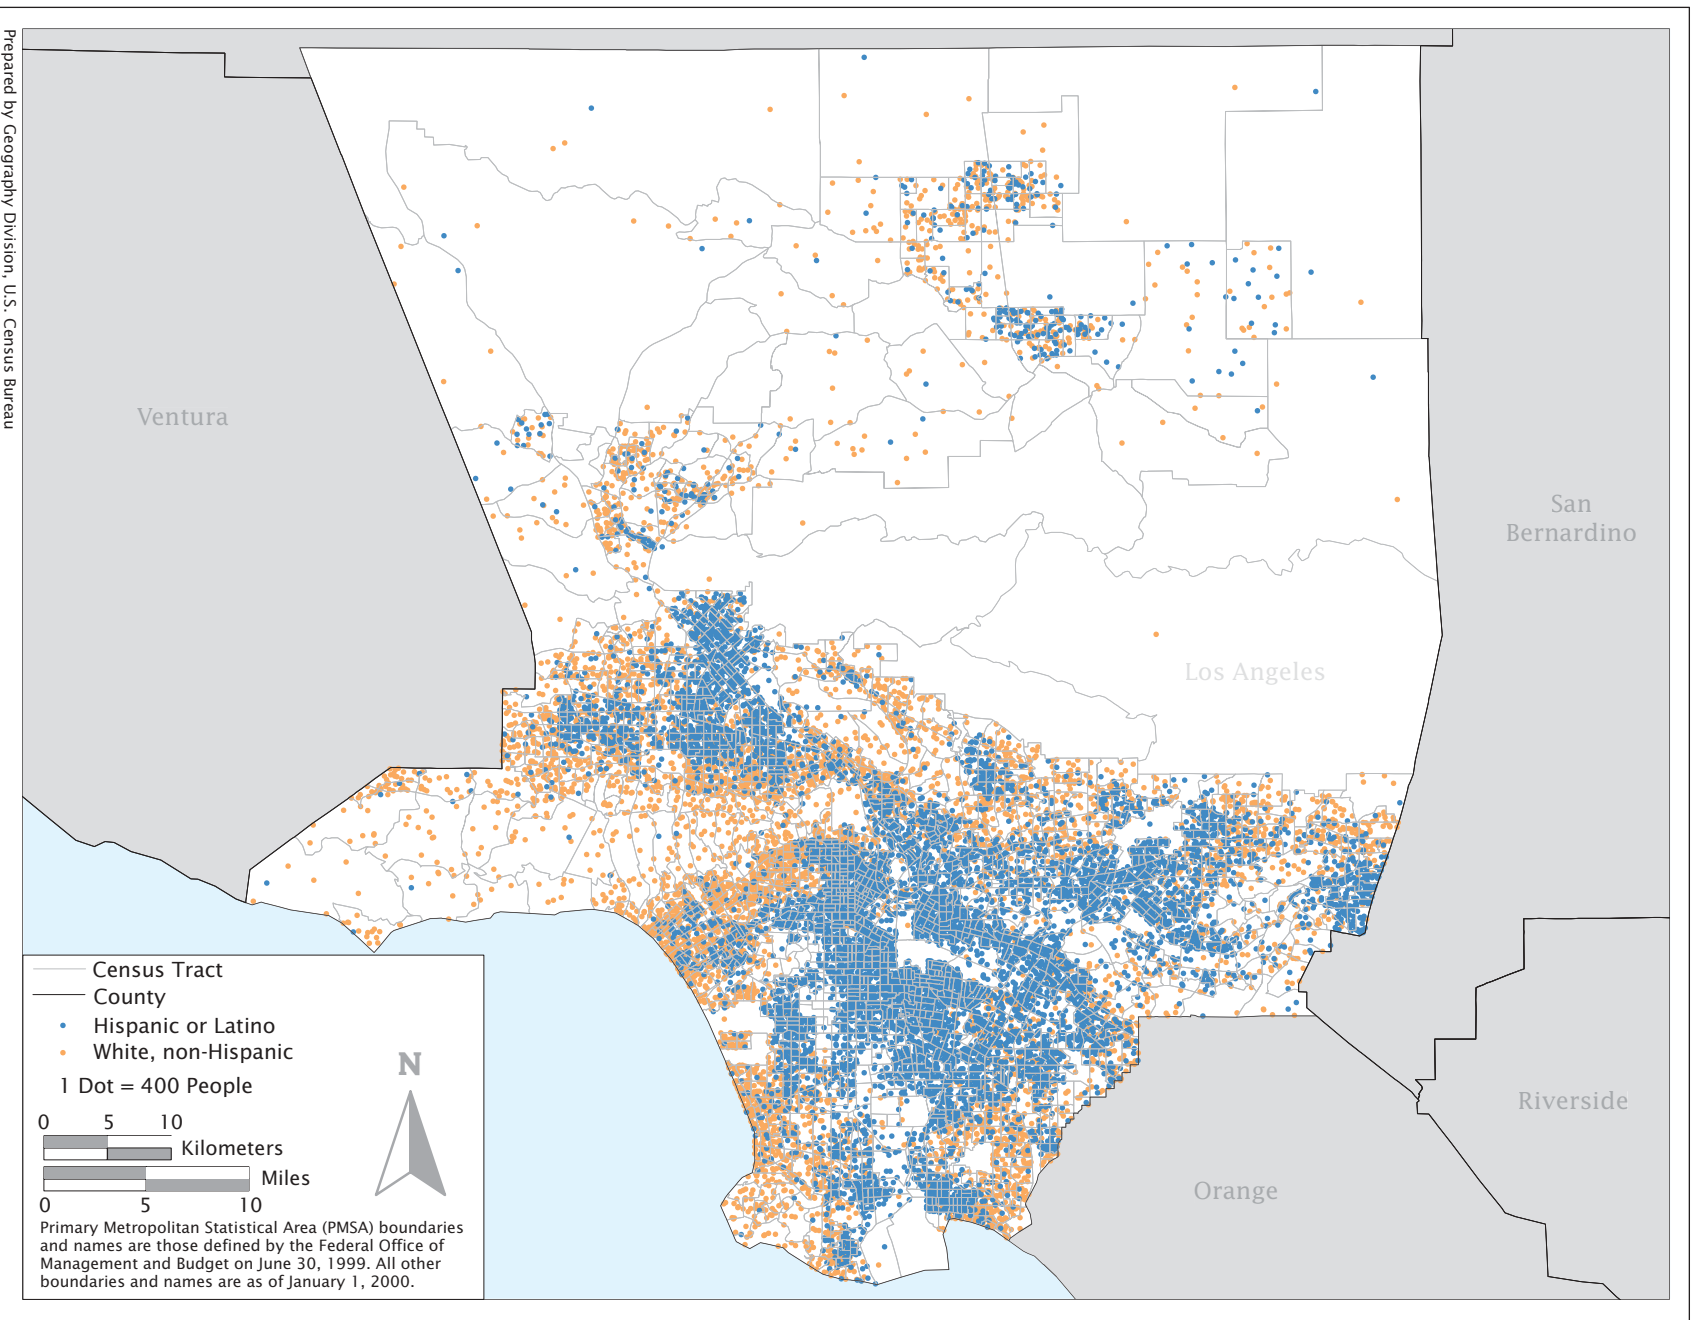 Prepared by Geography Division, U.S. Census Bureau
Ventura
San
Bernardino
Los Angeles
Riverside
Orange
Census Tract
County
Hispanic or Latino
White, non-Hispanic
1 Dot = 400 People
N
0 5 10
Kilometers
Miles
0 5 10
Primary Metropolitan Statistical Area (PMSA) boundaries
and names are those defined by the Federal Office of
Management and Budget on June 30, 1999. All other
boundaries and names are as of January 1, 2000.